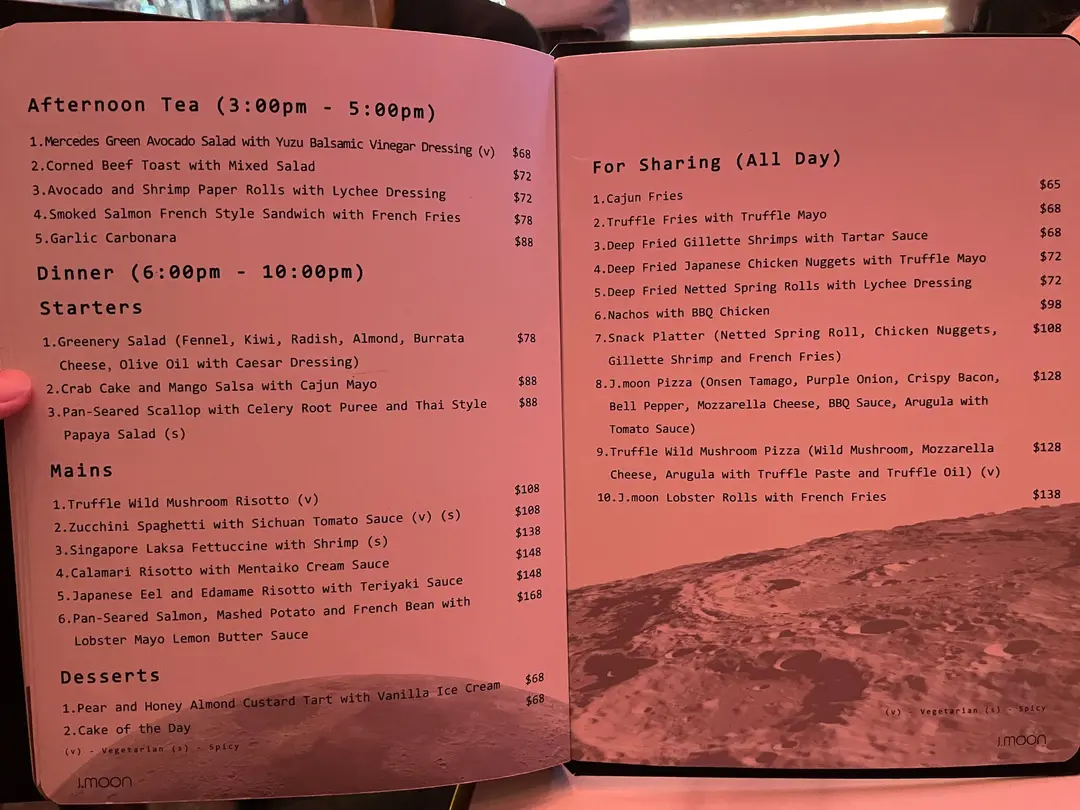 Afternoon Tea (3:00pm - 5:00pm)
1.Mercedes Green Avocado Salad with Yuzu Balsamic Vinegar Dressing (v) $68
2.Corned Beef Toast with Mixed Salad $72
3.Avocado and Shrimp Paper Rolls with Lychee Dressing $72
4.Smoked Salmon French Style Sandwich with French Fries $78
5.Garlic Carbonara $88
Dinner (6:00pm - 10:00pm)
Starters
1.Greenery Salad (Fennel, Kiwi, Radish, Almond, Burrata $78
Cheese, Olive Oil with Caesar Dressing)
2.Crab Cake and Mango Salsa with Cajun Mayo $88
3.Pan-Seared Scallop with Celery Root Puree and Thai Style $88
Papaya Salad (s)
Mains
1.Truffle Wild Mushroom Risotto (v) $108
2.Zucchini Spaghetti with Sichuan Tomato Sauce (v) (s) $108
3.Singapore Laksa Fettuccine with Shrimp (s) $138
4.Calamari Risotto with Mentaiko Cream Sauce $148
5.Japanese Eel and Edamame Risotto with Teriyaki Sauce $148
6.Pan-Seared Salmon, Mashed Potato and French Bean with $168
Lobster Mayo Lemon Butter Sauce
Desserts
1.Pear and Honey Almond Custard Tart with Vanilla Ice Cream $68
2.Cake of the Day $68
(v) - Vegetarian (s) - Spicy
J.MOON
For Sharing (All Day)
1.Cajun Fries $65
2.Truffle Fries with Truffle Mayo $68
3.Deep Fried Gillette Shrimps with Tartar Sauce $68
4.Deep Fried Japanese Chicken Nuggets with Truffle Mayo $72
5.Deep Fried Netted Spring Rolls with Lychee Dressing $72
6.Nachos with BBQ Chicken $98
7.Snack Platter (Netted Spring Roll, Chicken Nuggets, $108
Gillette Shrimp and French Fries)
8.J.moon Pizza (Onsen Tamago, Purple Onion, Crispy Bacon, $128
Bell Pepper, Mozzarella Cheese, BBQ Sauce, Arugula with
Tomato Sauce)
9.Truffle Wild Mushroom Pizza (Wild Mushroom, Mozzarella $128
Cheese, Arugula with Truffle Paste and Truffle Oil) (v)
10.J.moon Lobster Rolls with French Fries $138
(v) - Vegetarian (s) - Spicy
J.MOON